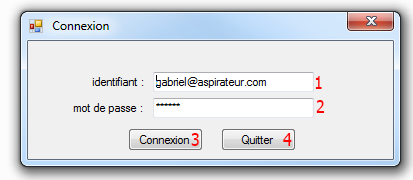 Connexion
identifiant : gabriel@aspirateur.com 1
mot de passe : ****** 2
Connexion 3 Quitter 4